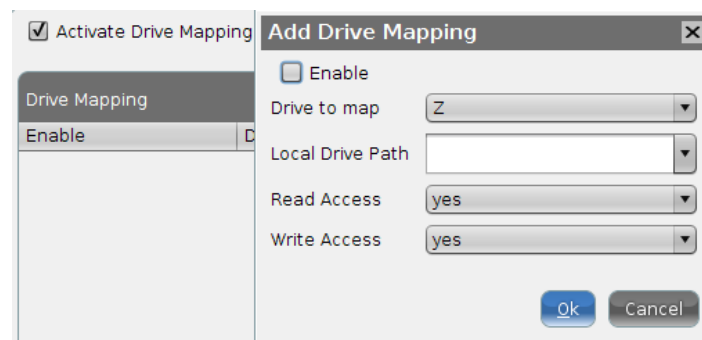 Activate Drive Mapping
Drive Mapping
Enable D
Add Drive Mapping
Enable
Drive to map Z
Local Drive Path
Read Access yes
Write Access yes
Ok Cancel